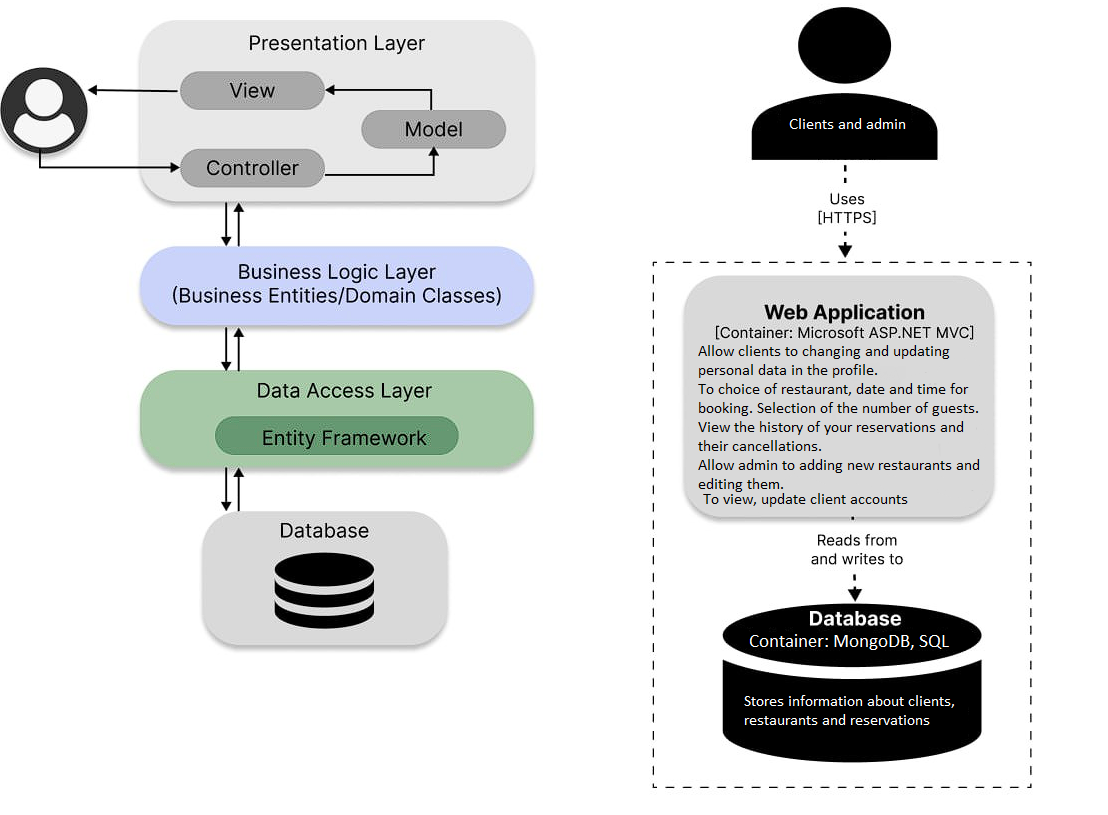 Presentation Layer
View
Model
Controller
Business Logic Layer
(Business Entities/Domain Classes)
Data Access Layer
Entity Framework
Database
Clients and admin
Uses
[HTTPS]
Web Application
[Container: Microsoft ASP.NET MVC]
Allow clients to changing and updating
personal data in the profile.
To choice of restaurant, date and time for
booking. Selection of the number of guests.
View the history of your reservations and
their cancellations.
Allow admin to adding new restaurants and
editing them.
To view, update client accounts
Reads from
and writes to
Database
Container: MongoDB, SQL
Stores information about clients,
restaurants and reservations